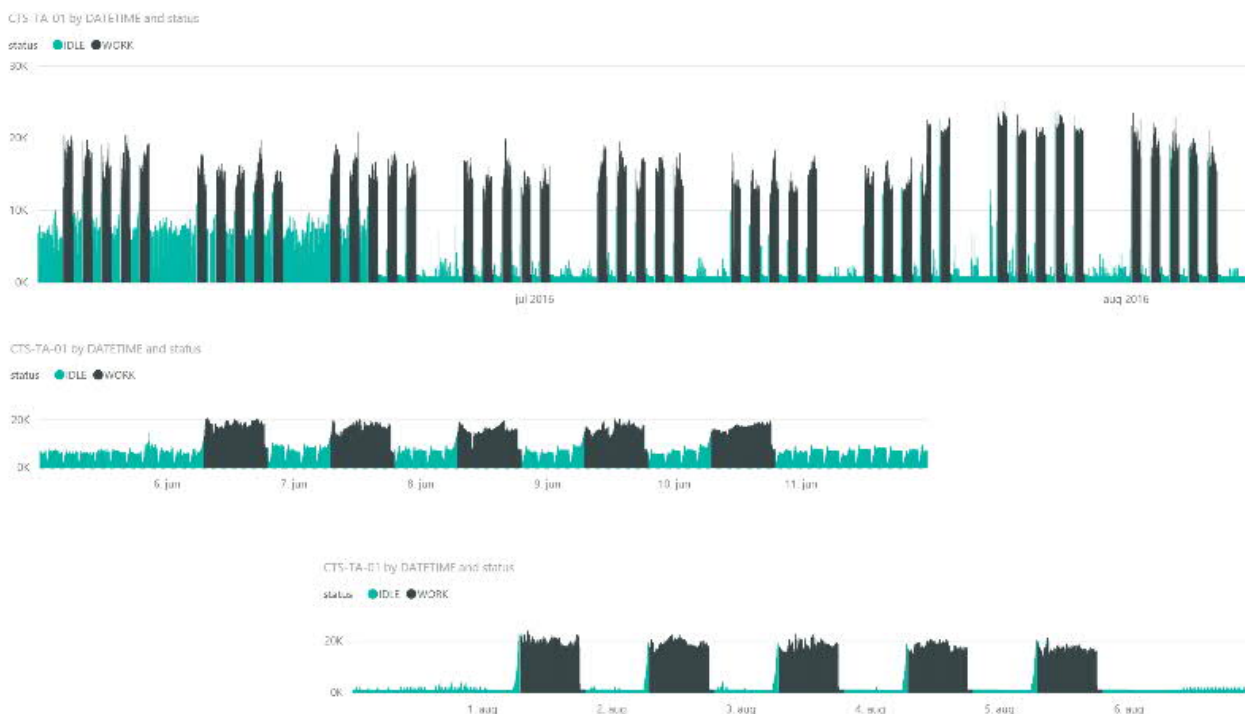 CTS-TA-01 by DATETIME and status
status IDLE WORK
30K
20K
10K
0K
jul 2016 aug 2016
CTS-TA-01 by DATETIME and status
status IDLE WORK
20K
0K
6. jun 7. jun 8. jun 9. jun 10. jun 11. jun
CTS-TA-01 by DATETIME and status
status IDLE WORK
20K
0K
1. aug 2. aug 3. aug 4. aug 5. aug 6. aug